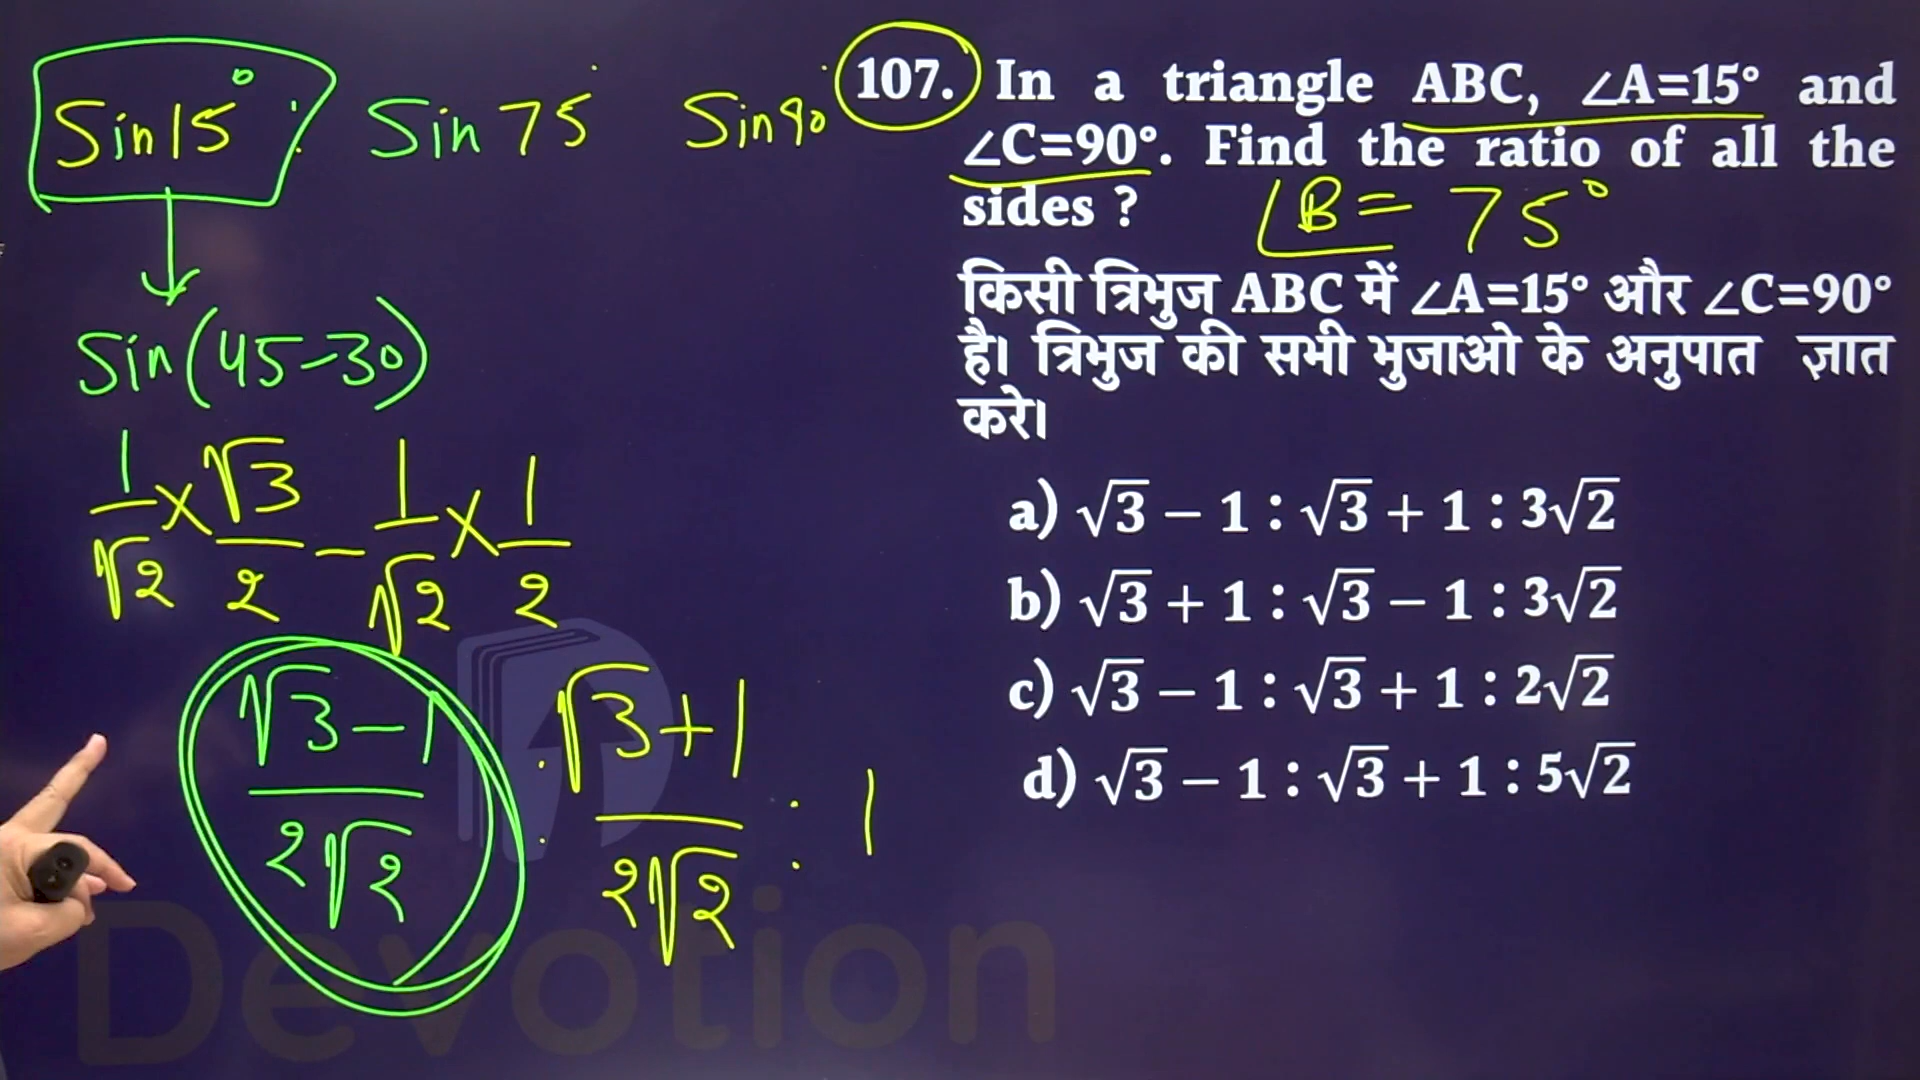 Sin15° : Sin75° Sin90°
Sin(45-30)
1/√2 × √3/2 - 1/√2 × 1/2
√3-1/2√2 : √3+1/2√2 : 1
107. In a triangle ABC, ∠A=15° and
∠C=90°. Find the ratio of all the
sides ?
∠B = 75°
किसी त्रिभुज ABC में ∠A=15° और ∠C=90°
है। त्रिभुज की सभी भुजाओ के अनुपात ज्ञात
करे।
a) √3 − 1 : √3 + 1 : 3√2
b) √3 + 1 : √3 − 1 : 3√2
c) √3 − 1 : √3 + 1 : 2√2
d) √3 − 1 : √3 + 1 : 5√2
Devotion